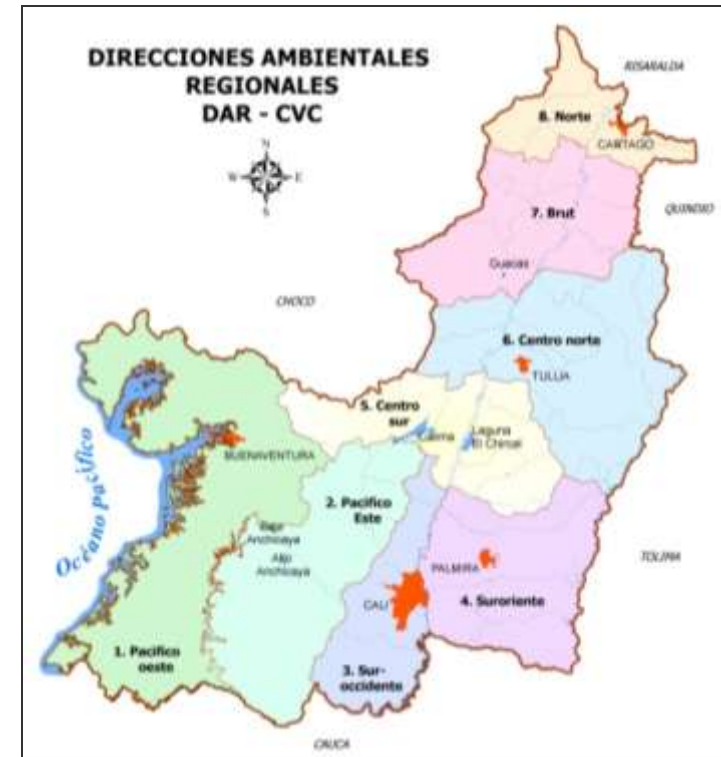 DIRECCIONES AMBIENTALES
REGIONALES
DAR - CVC
N
W
E
S
RISARALDA
8. Norte
CARTAGO
QUINDIO
7. Brut
Guacas
CHOCO
6. Centro norte
TULUA
5. Centro
sur
Calima
Laguna
El Chircal
BUENAVENTURA
Océano pacífico
2. Pacifico
Este
Bajo
Anchicaya
Alto
Anchicaya
TOLIMA
PALMIRA
CALI
4. Suroriente
1. Pacifico
oeste
3. Sur-
occidente
CAUCA